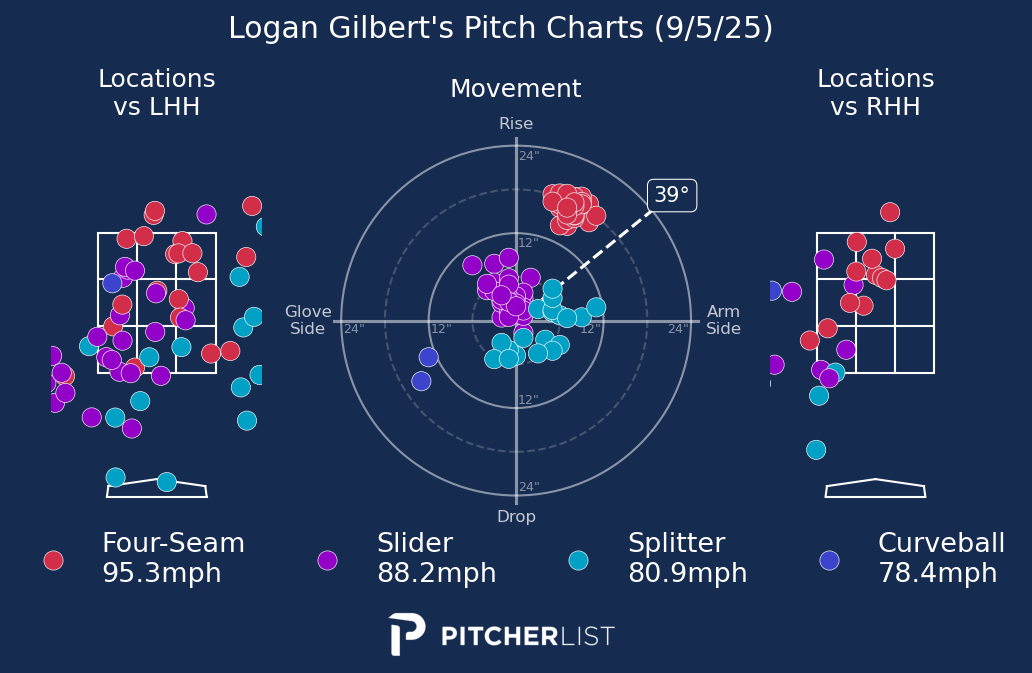 Logan Gilbert's Pitch Charts (9/5/25)
Locations
vs LHH
Movement
Locations
vs RHH
Rise
24"
39°
12"
Glove
Side
24"
12"
12"
24"
Arm
Side
12"
24"
Drop
Four-Seam
95.3mph
Slider
88.2mph
Splitter
80.9mph
Curveball
78.4mph
PITCHERLIST